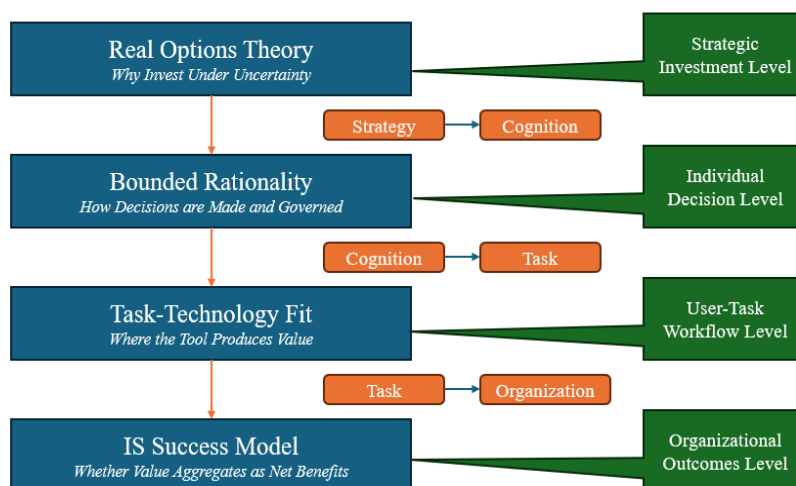 Real Options Theory
Why Invest Under Uncertainty
Strategic
Investment Level
Strategy
Cognition
Bounded Rationality
How Decisions are Made and Governed
Individual
Decision Level
Cognition
Task
Task-Technology Fit
Where the Tool Produces Value
User-Task
Workflow Level
Task
Organization
IS Success Model
Whether Value Aggregates as Net Benefits
Organizational
Outcomes Level